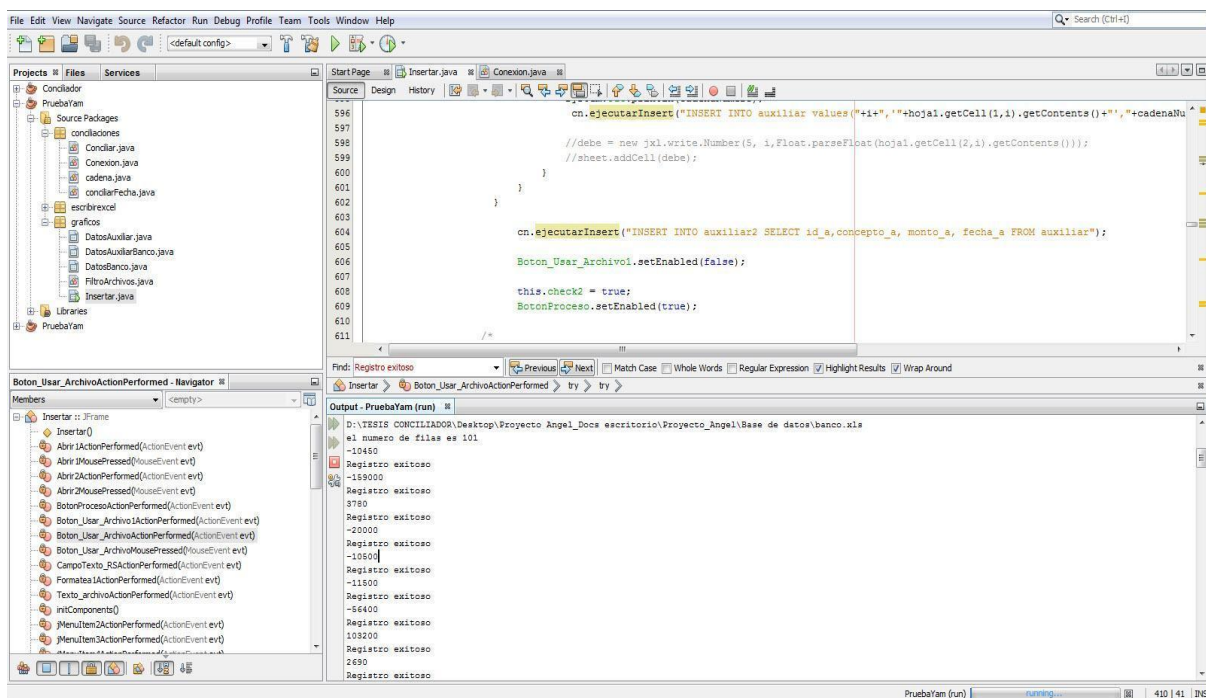 File Edit View Navigate Source Refactor Run Debug Profile Team Tools Window Help
Search (Ctrl+I)
<default config>
Projects Files Services
Conciliador
PruebaYam
Source Packages
conciliaciones
Conciliar.java
Conexion.java
cadena.java
conciliarFecha.java
escribirexcel
graficos
DatosAuxiliar.java
DatosAuxiliarBanco.java
DatosBanco.java
FiltroArchivos.java
Insertar.java
Libraries
PruebaYam
Boton_Usar_ArchivoActionPerformed - Navigator
Members <empty>
Insertar :: JFrame
Insertar()
Abrir1ActionPerformed(ActionEvent evt)
Abrir1MousePressed(MouseEvent evt)
Abrir2ActionPerformed(ActionEvent evt)
Abrir2MousePressed(MouseEvent evt)
BotonProcesoActionPerformed(ActionEvent evt)
Boton_Usar_Archivo1ActionPerformed(ActionEvent evt)
Boton_Usar_ArchivoActionPerformed(ActionEvent evt)
Boton_Usar_ArchivoMousePressed(MouseEvent evt)
CampoTexto_RSActionPerformed(ActionEvent evt)
Formatea1ActionPerformed(ActionEvent evt)
Texto_archivoActionPerformed(ActionEvent evt)
initComponents()
jMenuItem2ActionPerformed(ActionEvent evt)
jMenuItem3ActionPerformed(ActionEvent evt)
Start Page Insertar.java Conexion.java
Source Design History
596 cn.ejecutarInsert("INSERT INTO auxiliar values("+i+",'"+hoja1.getCell(1,i).getContents()+"',"+cadenaNu
597
598 //debe = new jxl.write.Number(5, i,Float.parseFloat(hoja1.getCell(2,i).getContents()));
599 //sheet.addCell(debe);
600 }
601 }
602 }
603
604 cn.ejecutarInsert("INSERT INTO auxiliar2 SELECT id_a,concepto_a, monto_a, fecha_a FROM auxiliar");
605
606 Boton_Usar_Archivo1.setEnabled(false);
607
608 this.check2 = true;
609 BotonProceso.setEnabled(true);
610
611 /*
Find: Registro exitoso Previous Next Match Case Whole Words Regular Expression Highlight Results Wrap Around
Insertar Boton_Usar_ArchivoActionPerformed try try
Output - PruebaYam (run)
D:\TESIS CONCILIADOR\Desktop\Proyecto Angel_Docs escritorio\Proyecto_Angel\Base de datos\banco.xls
el numero de filas es 101
-10450
Registro exitoso
-159000
Registro exitoso
3780
Registro exitoso
-20000
Registro exitoso
-10500
Registro exitoso
-11500
Registro exitoso
-56400
Registro exitoso
103200
Registro exitoso
2690
Registro exitoso
PruebaYam (run) running... 410 | 41 INS